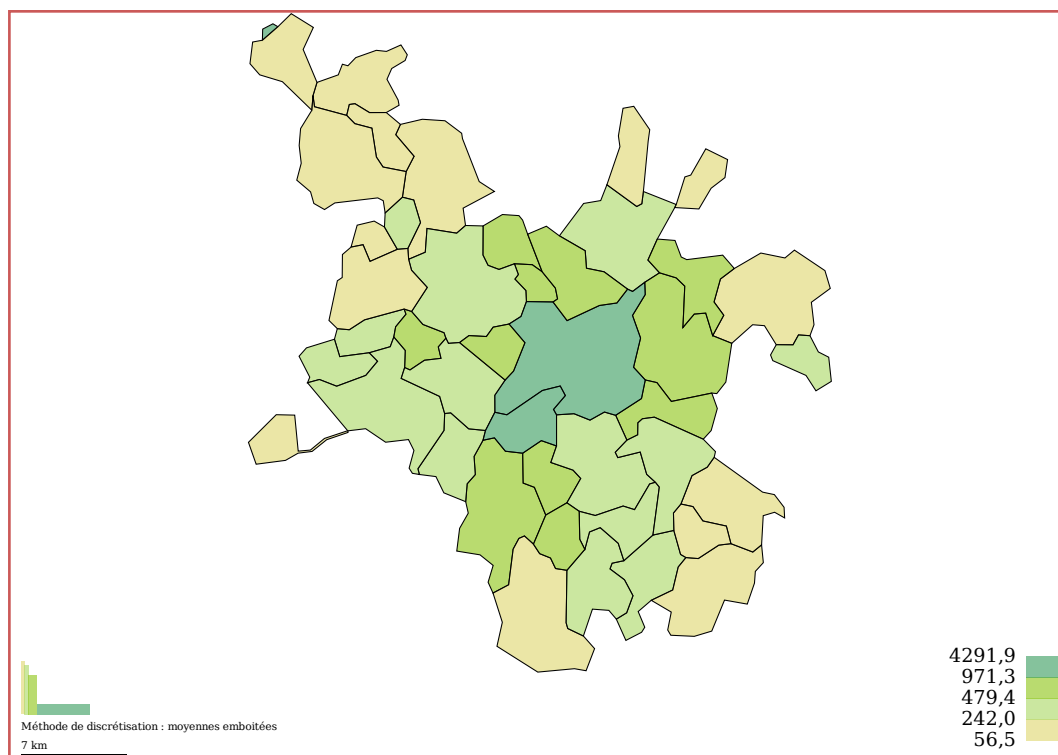 4291,9
971,3
479,4
242,0
56,5
Méthode de discrétisation : moyennes emboitées
7 km